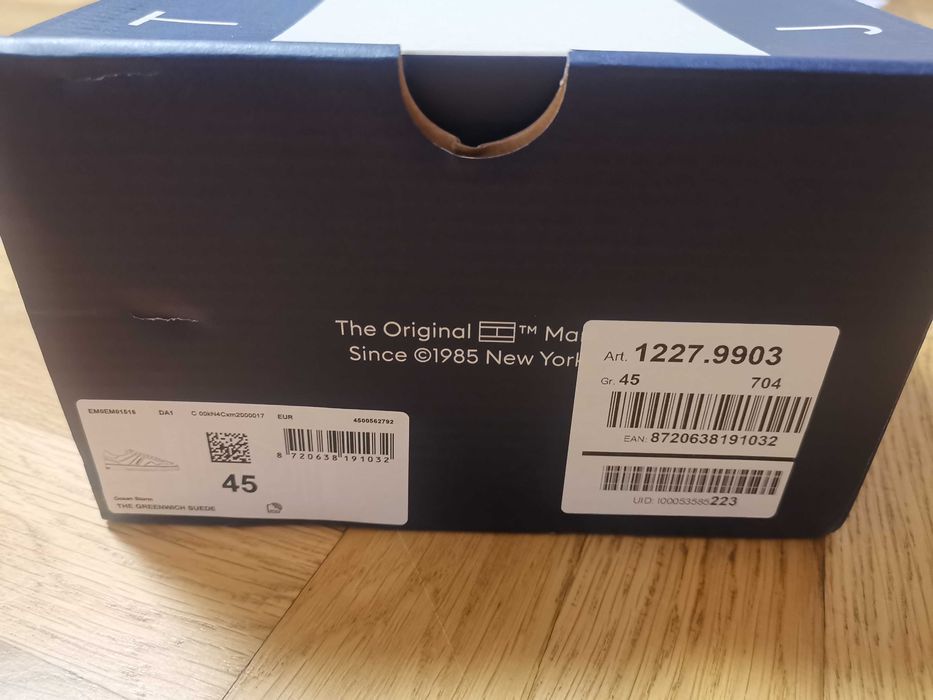 T J
The Original ™ Ma
Since ©1985 New York
EM0EM01515 DA1 EUR
4500562792
8 720638 191032
45
Ocean Storm
THE GREENWICH SUEDE
Art. 1227.9903
Gr. 45 704
EAN: 8720638191032
UID: 100053585223